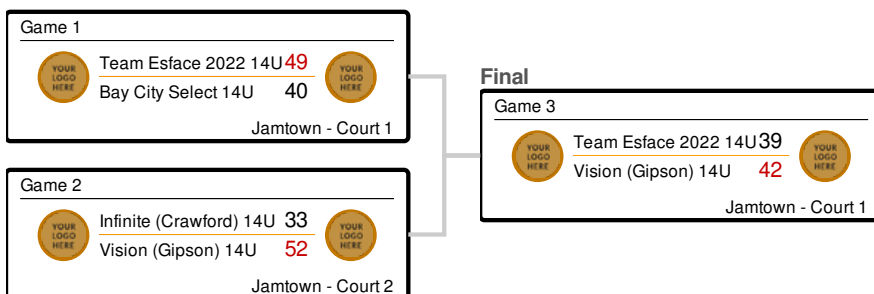 Game 1
YOUR
LOGO
HERE
Team Esface 2022 14U 49
Bay City Select 14U 40
YOUR
LOGO
HERE
Jamtown - Court 1
Game 2
YOUR
LOGO
HERE
Infinite (Crawford) 14U 33
Vision (Gipson) 14U 52
YOUR
LOGO
HERE
Jamtown - Court 2
Final
Game 3
YOUR
LOGO
HERE
Team Esface 2022 14U 39
Vision (Gipson) 14U 42
YOUR
LOGO
HERE
Jamtown - Court 1